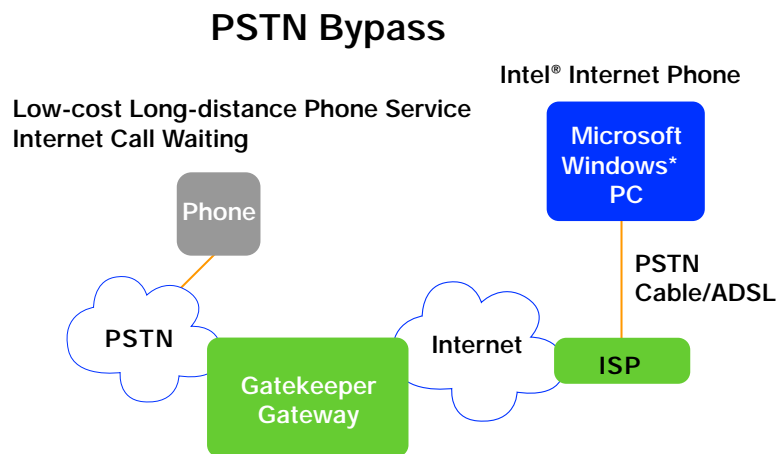 PSTN Bypass
Intel® Internet Phone
Low-cost Long-distance Phone Service
Internet Call Waiting
Microsoft
Windows*
PC
Phone
PSTN
Cable/ADSL
PSTN
Internet
ISP
Gatekeeper
Gateway